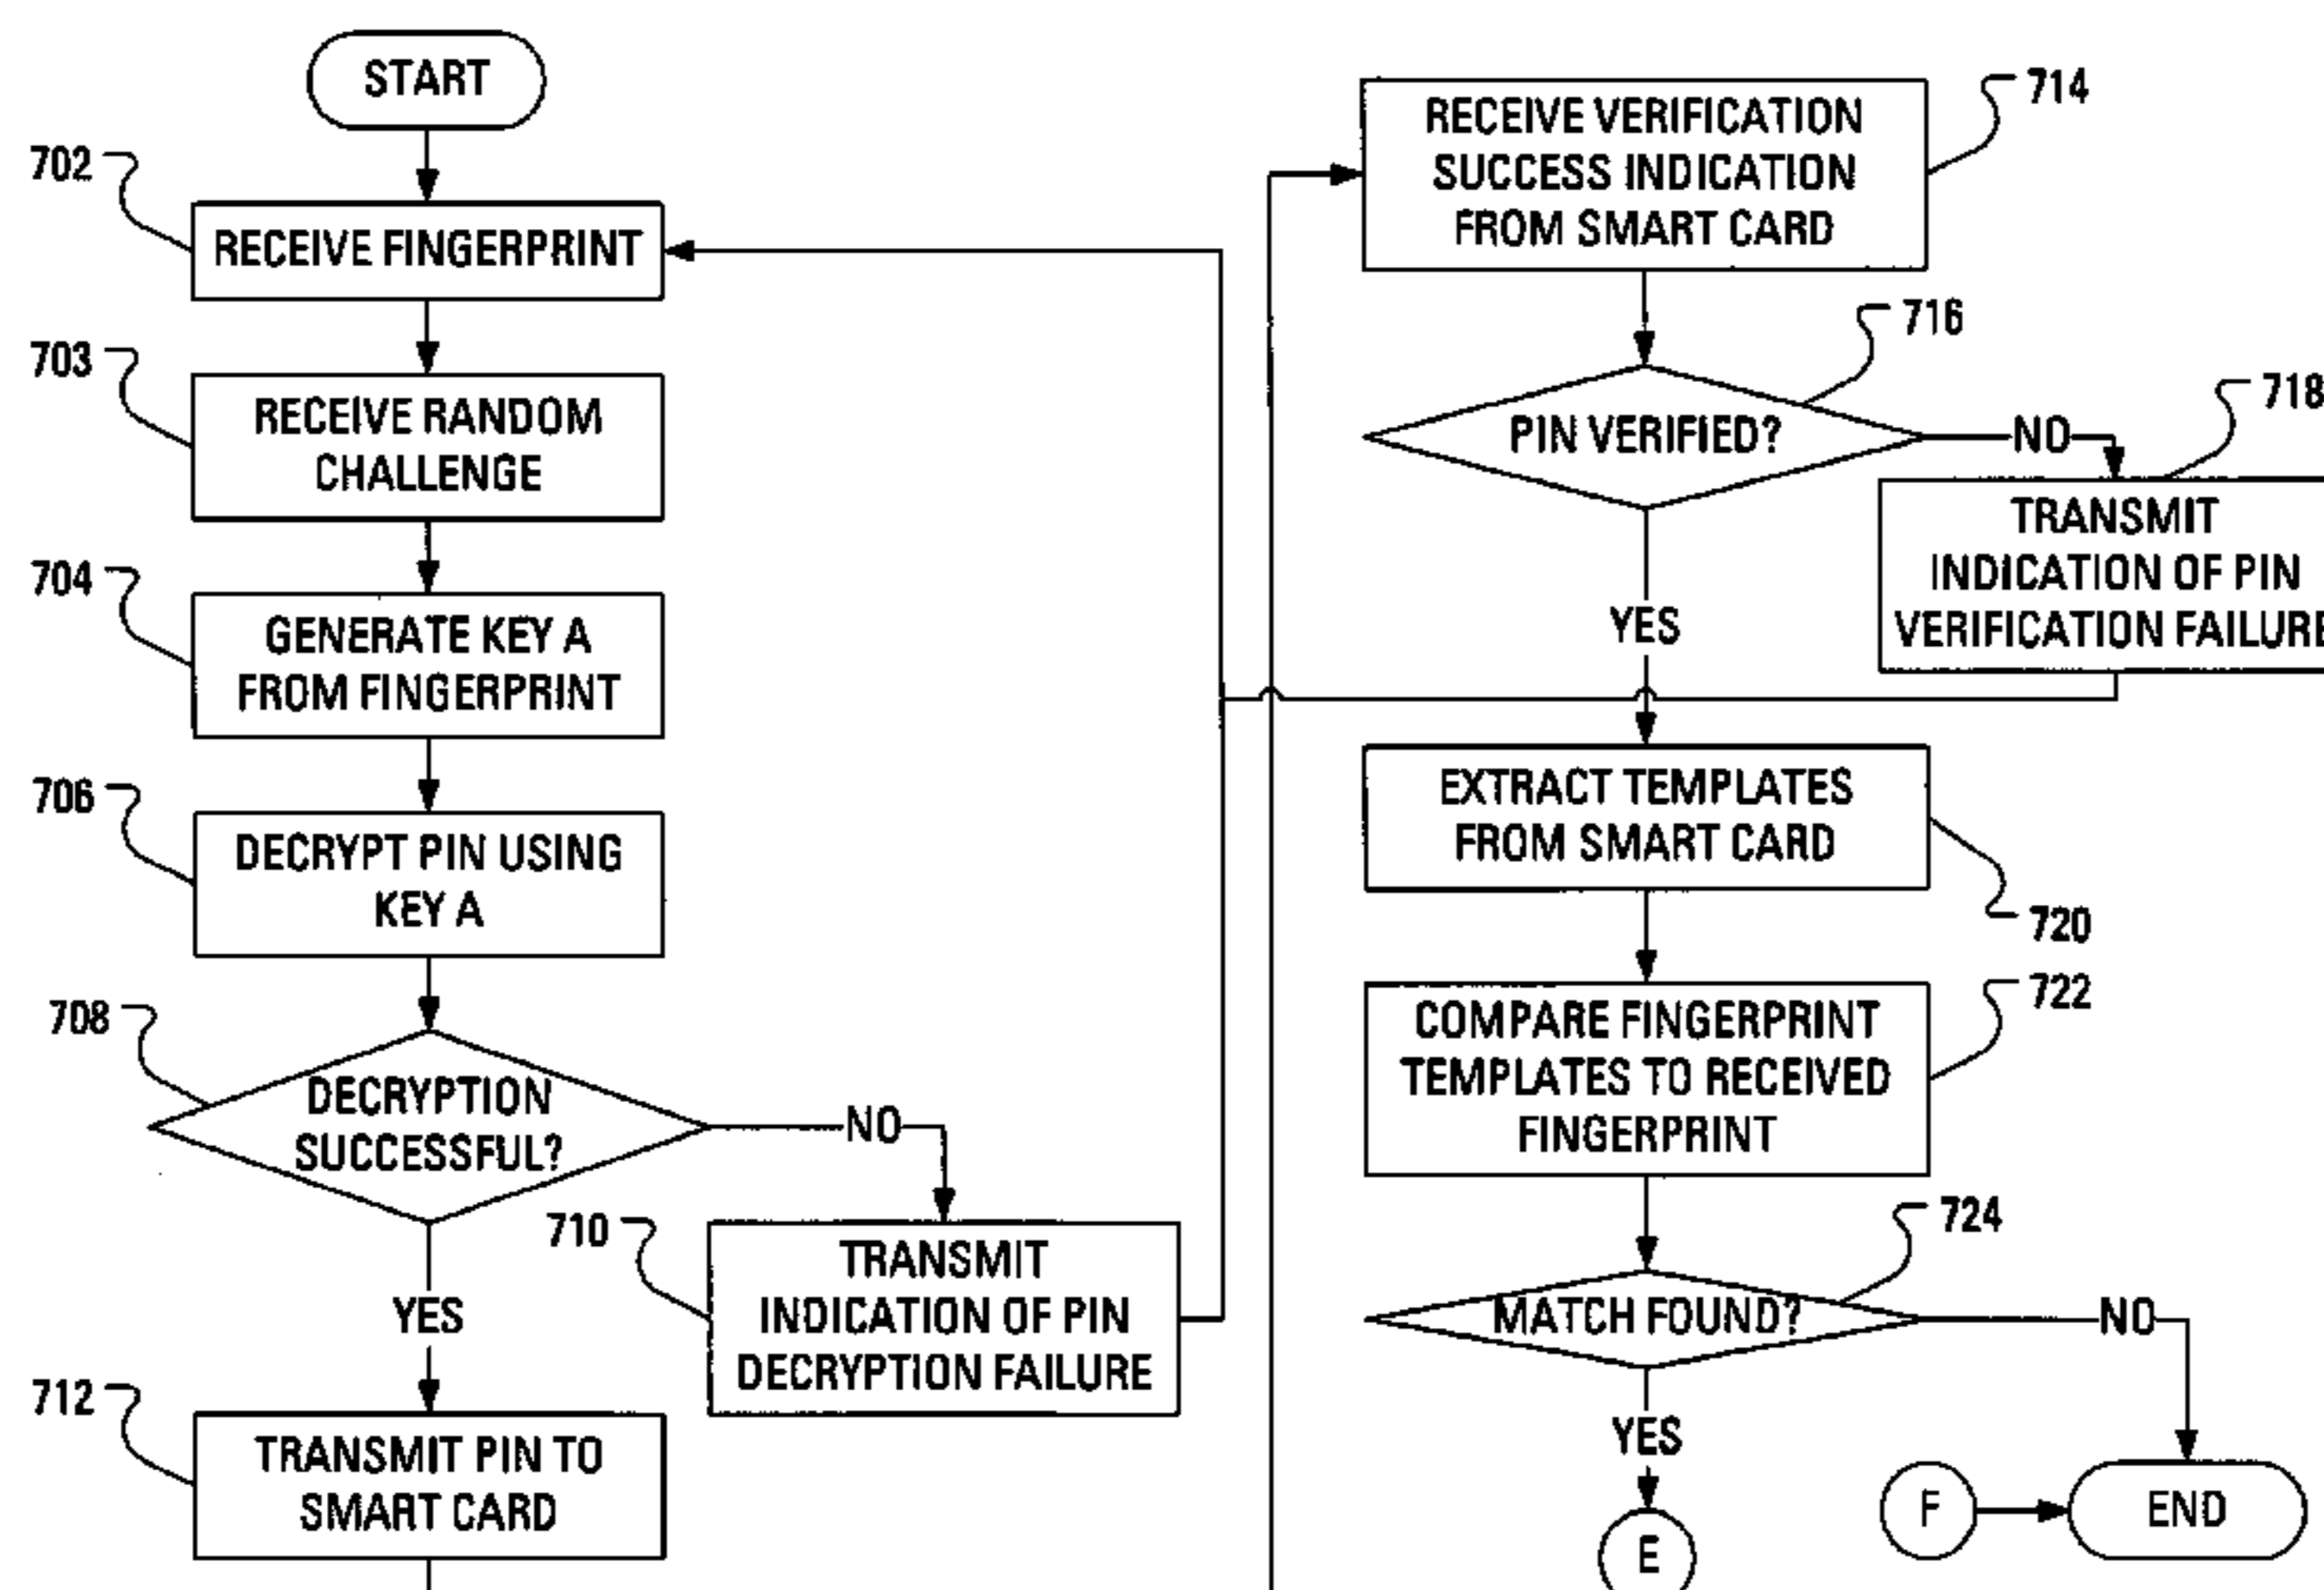 START
702
RECEIVE FINGERPRINT
703
RECEIVE RANDOM
CHALLENGE
704
GENERATE KEY A
FROM FINGERPRINT
706
DECRYPT PIN USING
KEY A
708
DECRYPTION
SUCCESSFUL?
NO
710
TRANSMIT
INDICATION OF PIN
DECRYPTION FAILURE
YES
712
TRANSMIT PIN TO
SMART CARD
714
RECEIVE VERIFICATION
SUCCESS INDICATION
FROM SMART CARD
716
PIN VERIFIED?
NO
718
TRANSMIT
INDICATION OF PIN
VERIFICATION FAILURE
YES
EXTRACT TEMPLATES
FROM SMART CARD
720
722
COMPARE FINGERPRINT
TEMPLATES TO RECEIVED
FINGERPRINT
724
MATCH FOUND?
NO
YES
E
F
END